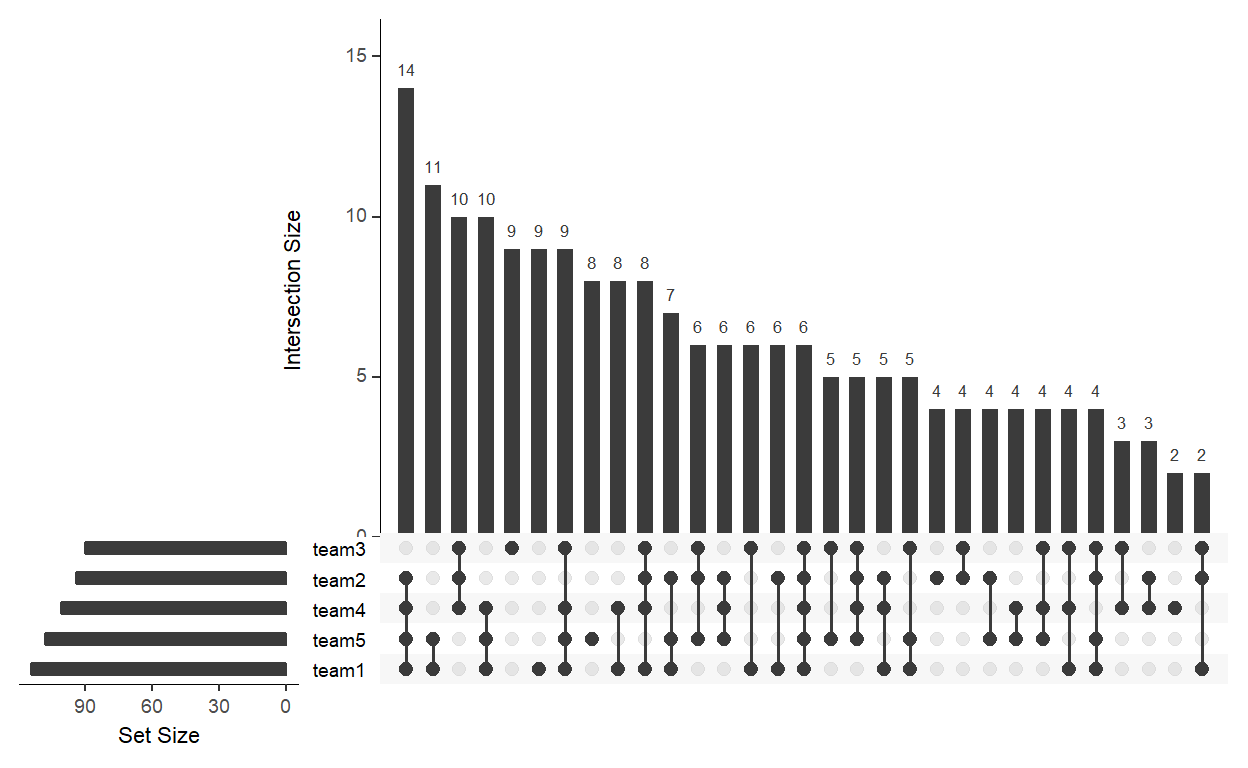 15
14
11
10 10
10
9 9 9
8 8 8
7
6 6 6 6 6
5
5 5 5 5
4 4 4 4 4 4 4
3 3
2 2
0
Intersection Size
team3
team2
team4
team5
team1
90 60 30 0
Set Size